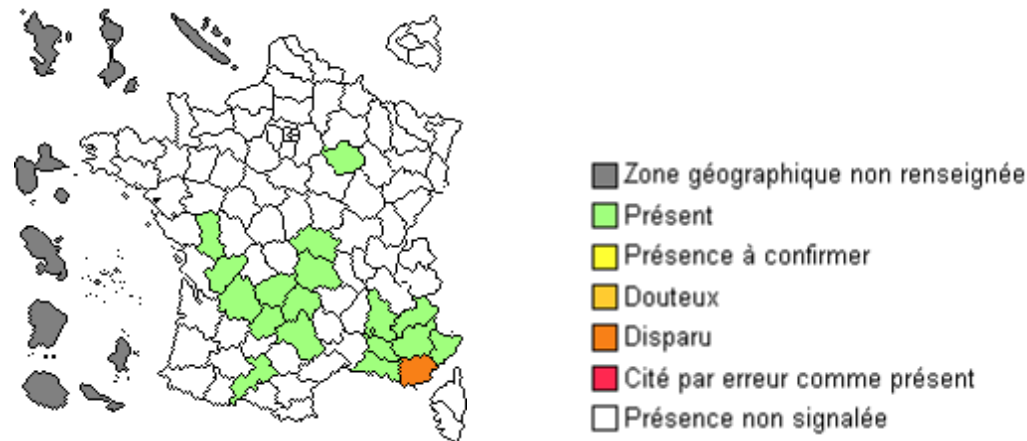 Zone géographique non renseignée
Présent
Présence à confirmer
Douteux
Disparu
Cité par erreur comme présent
Présence non signalée